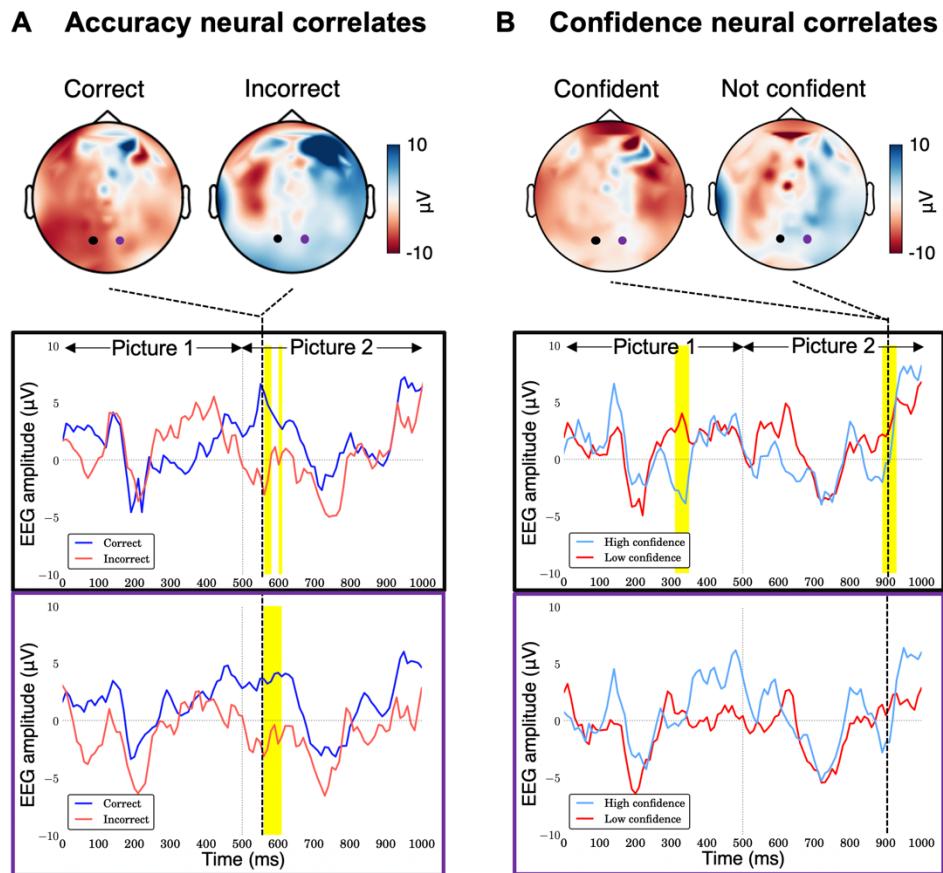 A Accuracy neural correlates
Correct Incorrect
10
μV
-10
EEG amplitude (μV)
10
5
0
−5
−10
Picture 1 Picture 2
Correct
Incorrect
0 100 200 300 400 500 600 700 800 900 1000
EEG amplitude (μV)
10
5
0
−5
−10
Correct
Incorrect
0 100 200 300 400 500 600 700 800 900 1000
Time (ms)
B Confidence neural correlates
Confident Not confident
10
μV
-10
EEG amplitude (μV)
10
5
0
−5
−10
Picture 1 Picture 2
High confidence
Low confidence
0 100 200 300 400 500 600 700 800 900 1000
EEG amplitude (μV)
10
5
0
−5
−10
High confidence
Low confidence
0 100 200 300 400 500 600 700 800 900 1000
Time (ms)